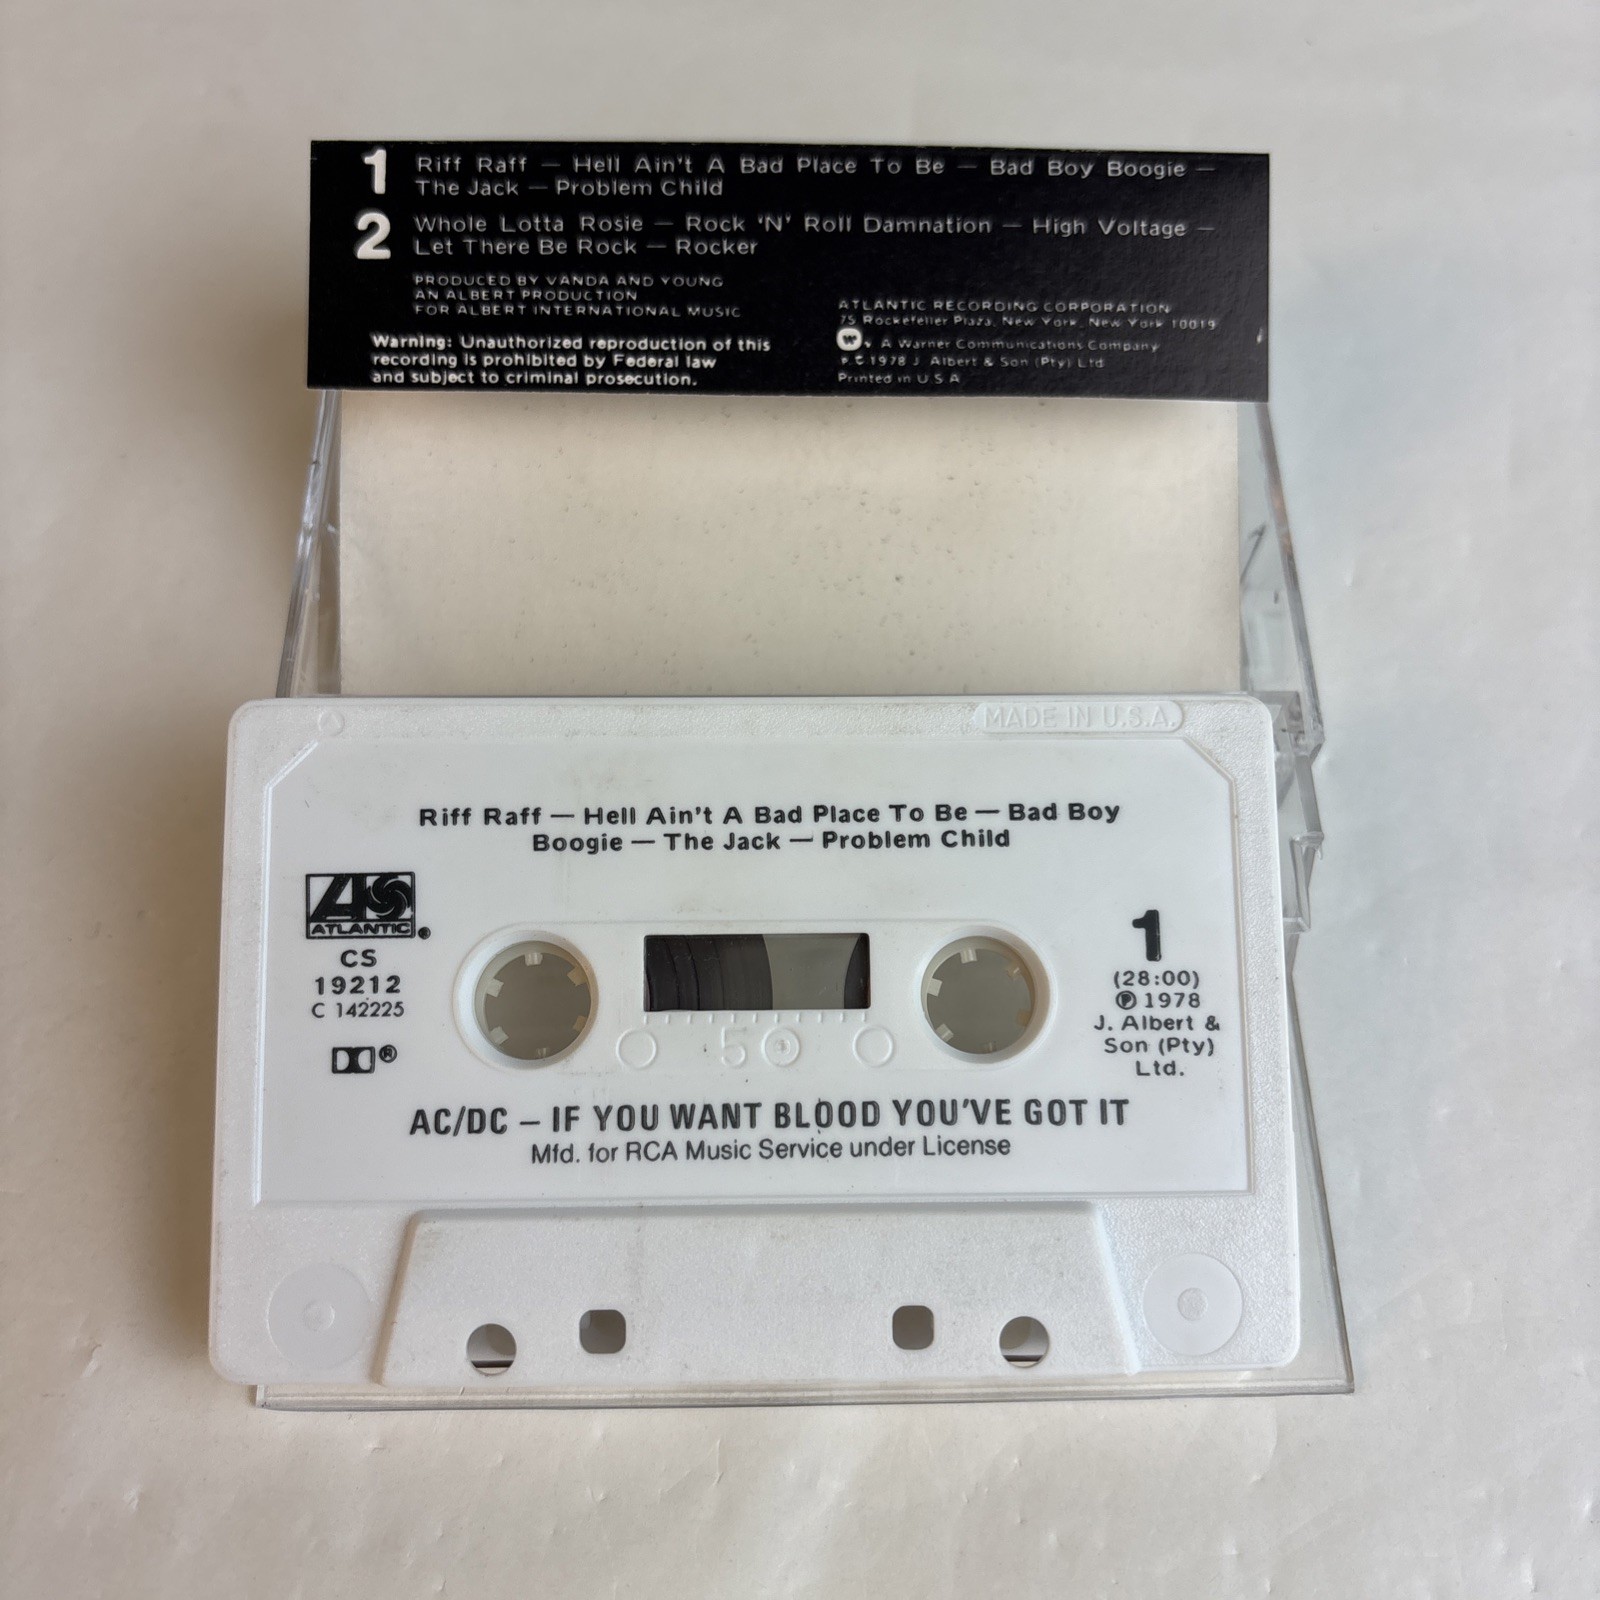 1 Riff Raff — Hell Ain't A Bad Place To Be — Bad Boy Boogie —
The Jack — Problem Child
2 Whole Lotta Rosie — Rock 'N' Roll Damnation — High Voltage —
Let There Be Rock — Rocker
PRODUCED BY VANDA AND YOUNG
AN ALBERT PRODUCTION
FOR ALBERT INTERNATIONAL MUSIC
Warning: Unauthorized reproduction of this
recording is prohibited by Federal law
and subject to criminal prosecution.
ATLANTIC RECORDING CORPORATION
75 Rockefeller Plaza, New York, New York 10019
A Warner Communications Company
℗ © 1978 J. Albert & Son (Pty) Ltd
Printed in U.S.A
MADE IN U.S.A.
Riff Raff — Hell Ain't A Bad Place To Be — Bad Boy
Boogie — The Jack — Problem Child
ATLANTIC®
CS
19212
C 142225
®
50
1
(28:00)
℗ 1978
J. Albert &
Son (Pty)
Ltd.
AC/DC – IF YOU WANT BLOOD YOU'VE GOT IT
Mfd. for RCA Music Service under License